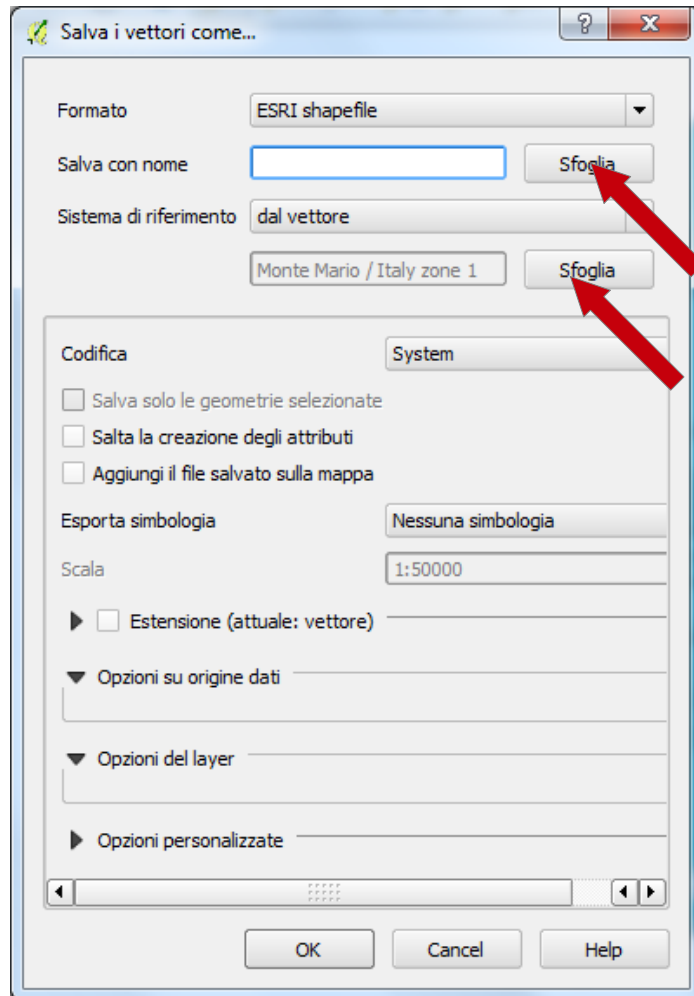 Salva i vettori come...
Formato ESRI shapefile
Salva con nome Sfoglia
Sistema di riferimento dal vettore
Monte Mario / Italy zone 1 Sfoglia
Codifica System
Salva solo le geometrie selezionate
Salta la creazione degli attributi
Aggiungi il file salvato sulla mappa
Esporta simbologia Nessuna simbologia
Scala 1:50000
Estensione (attuale: vettore)
Opzioni su origine dati
Opzioni del layer
Opzioni personalizzate
OK Cancel Help